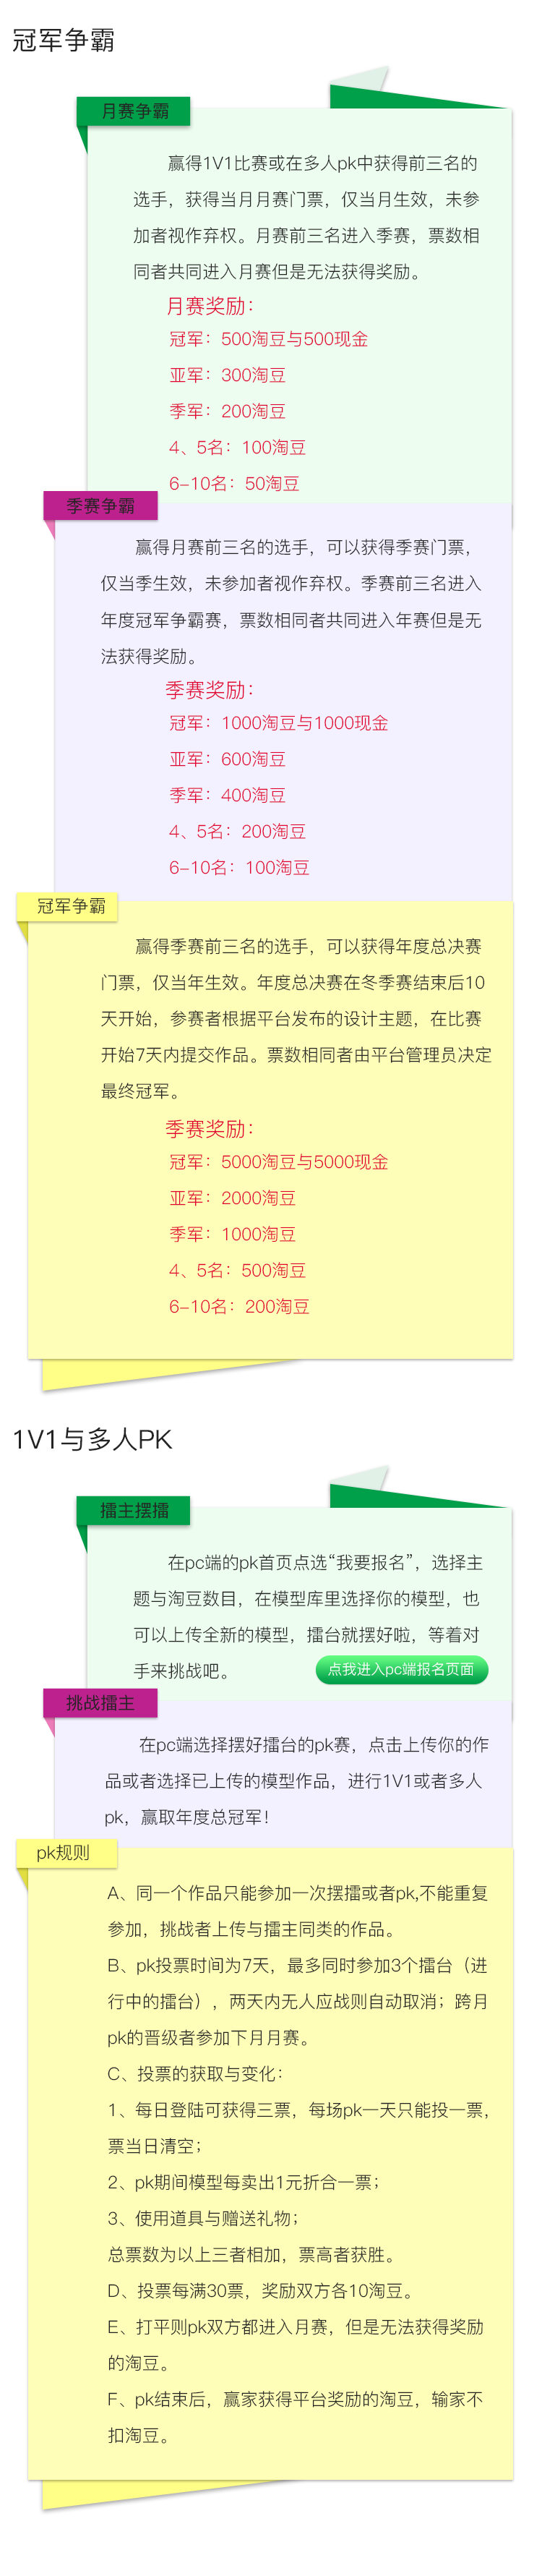 冠军争霸
月赛争霸
赢得1V1比赛或在多人pk中获得前三名的
选手，获得当月月赛门票，仅当月生效，未参
加者视作弃权。月赛前三名进入季赛，票数相
同者共同进入月赛但是无法获得奖励。
月赛奖励：
冠军：500淘豆与500现金
亚军：300淘豆
季军：200淘豆
4、5名：100淘豆
6-10名：50淘豆
季赛争霸
赢得月赛前三名的选手，可以获得季赛门票，
仅当季生效，未参加者视作弃权。季赛前三名进入
年度冠军争霸赛，票数相同者共同进入年赛但是无
法获得奖励。
季赛奖励：
冠军：1000淘豆与1000现金
亚军：600淘豆
季军：400淘豆
4、5名：200淘豆
6-10名：100淘豆
冠军争霸
赢得季赛前三名的选手，可以获得年度总决赛
门票，仅当年生效。年度总决赛在冬季赛结束后10
天开始，参赛者根据平台发布的设计主题，在比赛
开始7天内提交作品。票数相同者由平台管理员决定
最终冠军。
季赛奖励：
冠军：5000淘豆与5000现金
亚军：2000淘豆
季军：1000淘豆
4、5名：500淘豆
6-10名：200淘豆
1V1与多人PK
擂主摆擂
在pc端的pk首页点选“我要报名”，选择主
题与淘豆数目，在模型库里选择你的模型，也
可以上传全新的模型，擂台就摆好啦，等着对
手来挑战吧。
点我进入pc端报名页面
挑战擂主
在pc端选择摆好擂台的pk赛，点击上传你的作
品或者选择已上传的模型作品，进行1V1或者多人
pk，赢取年度总冠军！
pk规则
A、同一个作品只能参加一次摆擂或者pk,不能重复
参加，挑战者上传与擂主同类的作品。
B、pk投票时间为7天，最多同时参加3个擂台（进
行中的擂台），两天内无人应战则自动取消；跨月
pk的晋级者参加下月月赛。
C、投票的获取与变化：
1、每日登陆可获得三票，每场pk一天只能投一票，
票当日清空；
2、pk期间模型每卖出1元折合一票；
3、使用道具与赠送礼物；
总票数为以上三者相加，票高者获胜。
D、投票每满30票，奖励双方各10淘豆。
E、打平则pk双方都进入月赛，但是无法获得奖励
的淘豆。
F、pk结束后，赢家获得平台奖励的淘豆，输家不
扣淘豆。